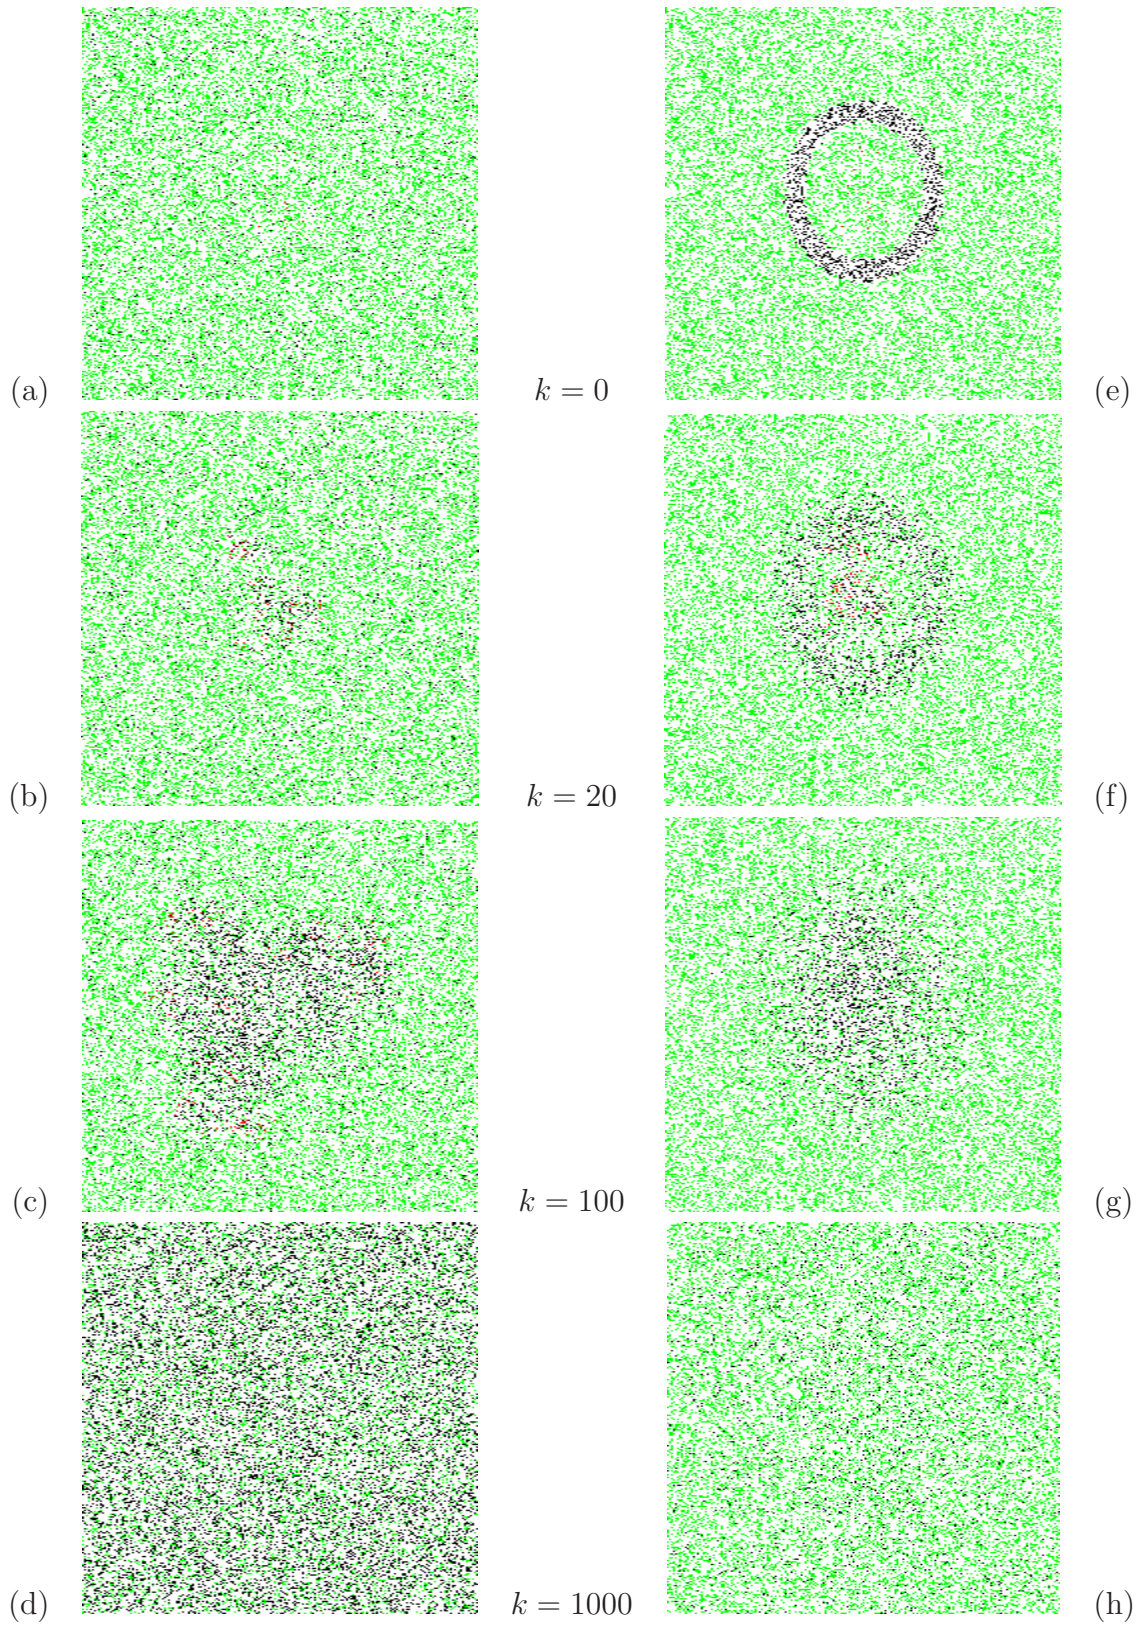 (a) k = 0 (e)
(b) k = 20 (f)
(c) k = 100 (g)
(d) k = 1000 (h)